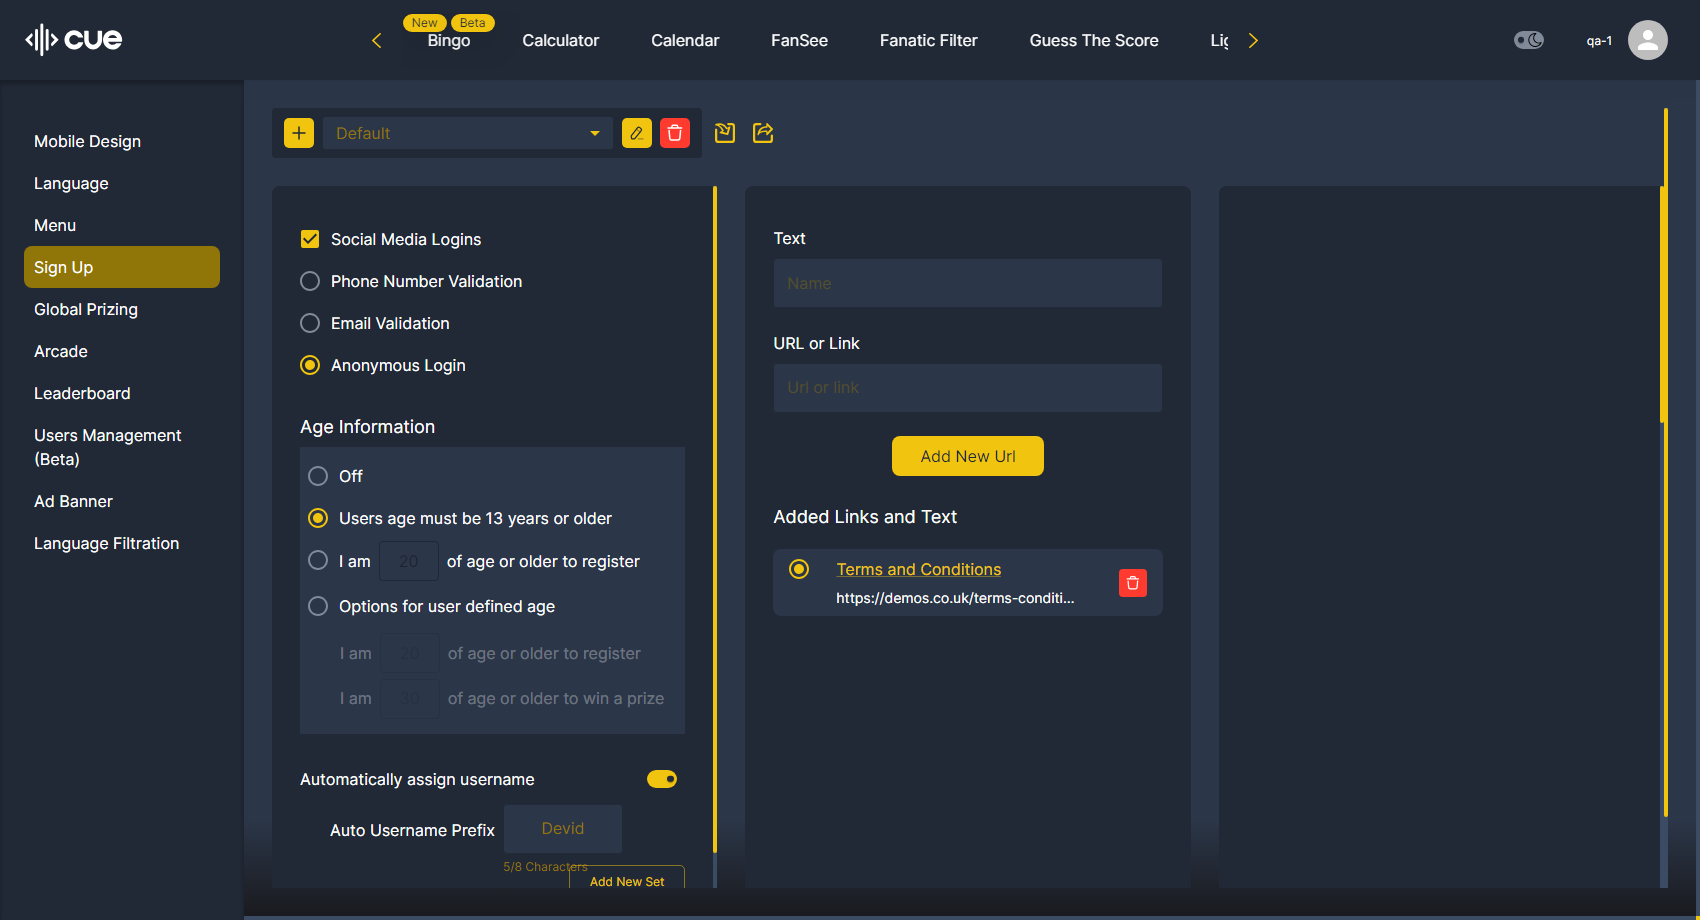 cue
New Beta
Bingo
Calculator
Calendar
FanSee
Fanatic Filter
Guess The Score
qa-1
Mobile Design
Language
Menu
Sign Up
Global Prizing
Arcade
Leaderboard
Users Management
(Beta)
Ad Banner
Language Filtration
Default
Social Media Logins
Phone Number Validation
Email Validation
Anonymous Login
Age Information
Off
Users age must be 13 years or older
I am 20 of age or older to register
Options for user defined age
I am 20 of age or older to register
I am 30 of age or older to win a prize
Automatically assign username
Auto Username Prefix Devid
5/8 Characters
Add New Set
Text
Name
URL or Link
Url or link
Add New Url
Added Links and Text
Terms and Conditions
https://demos.co.uk/terms-conditi...